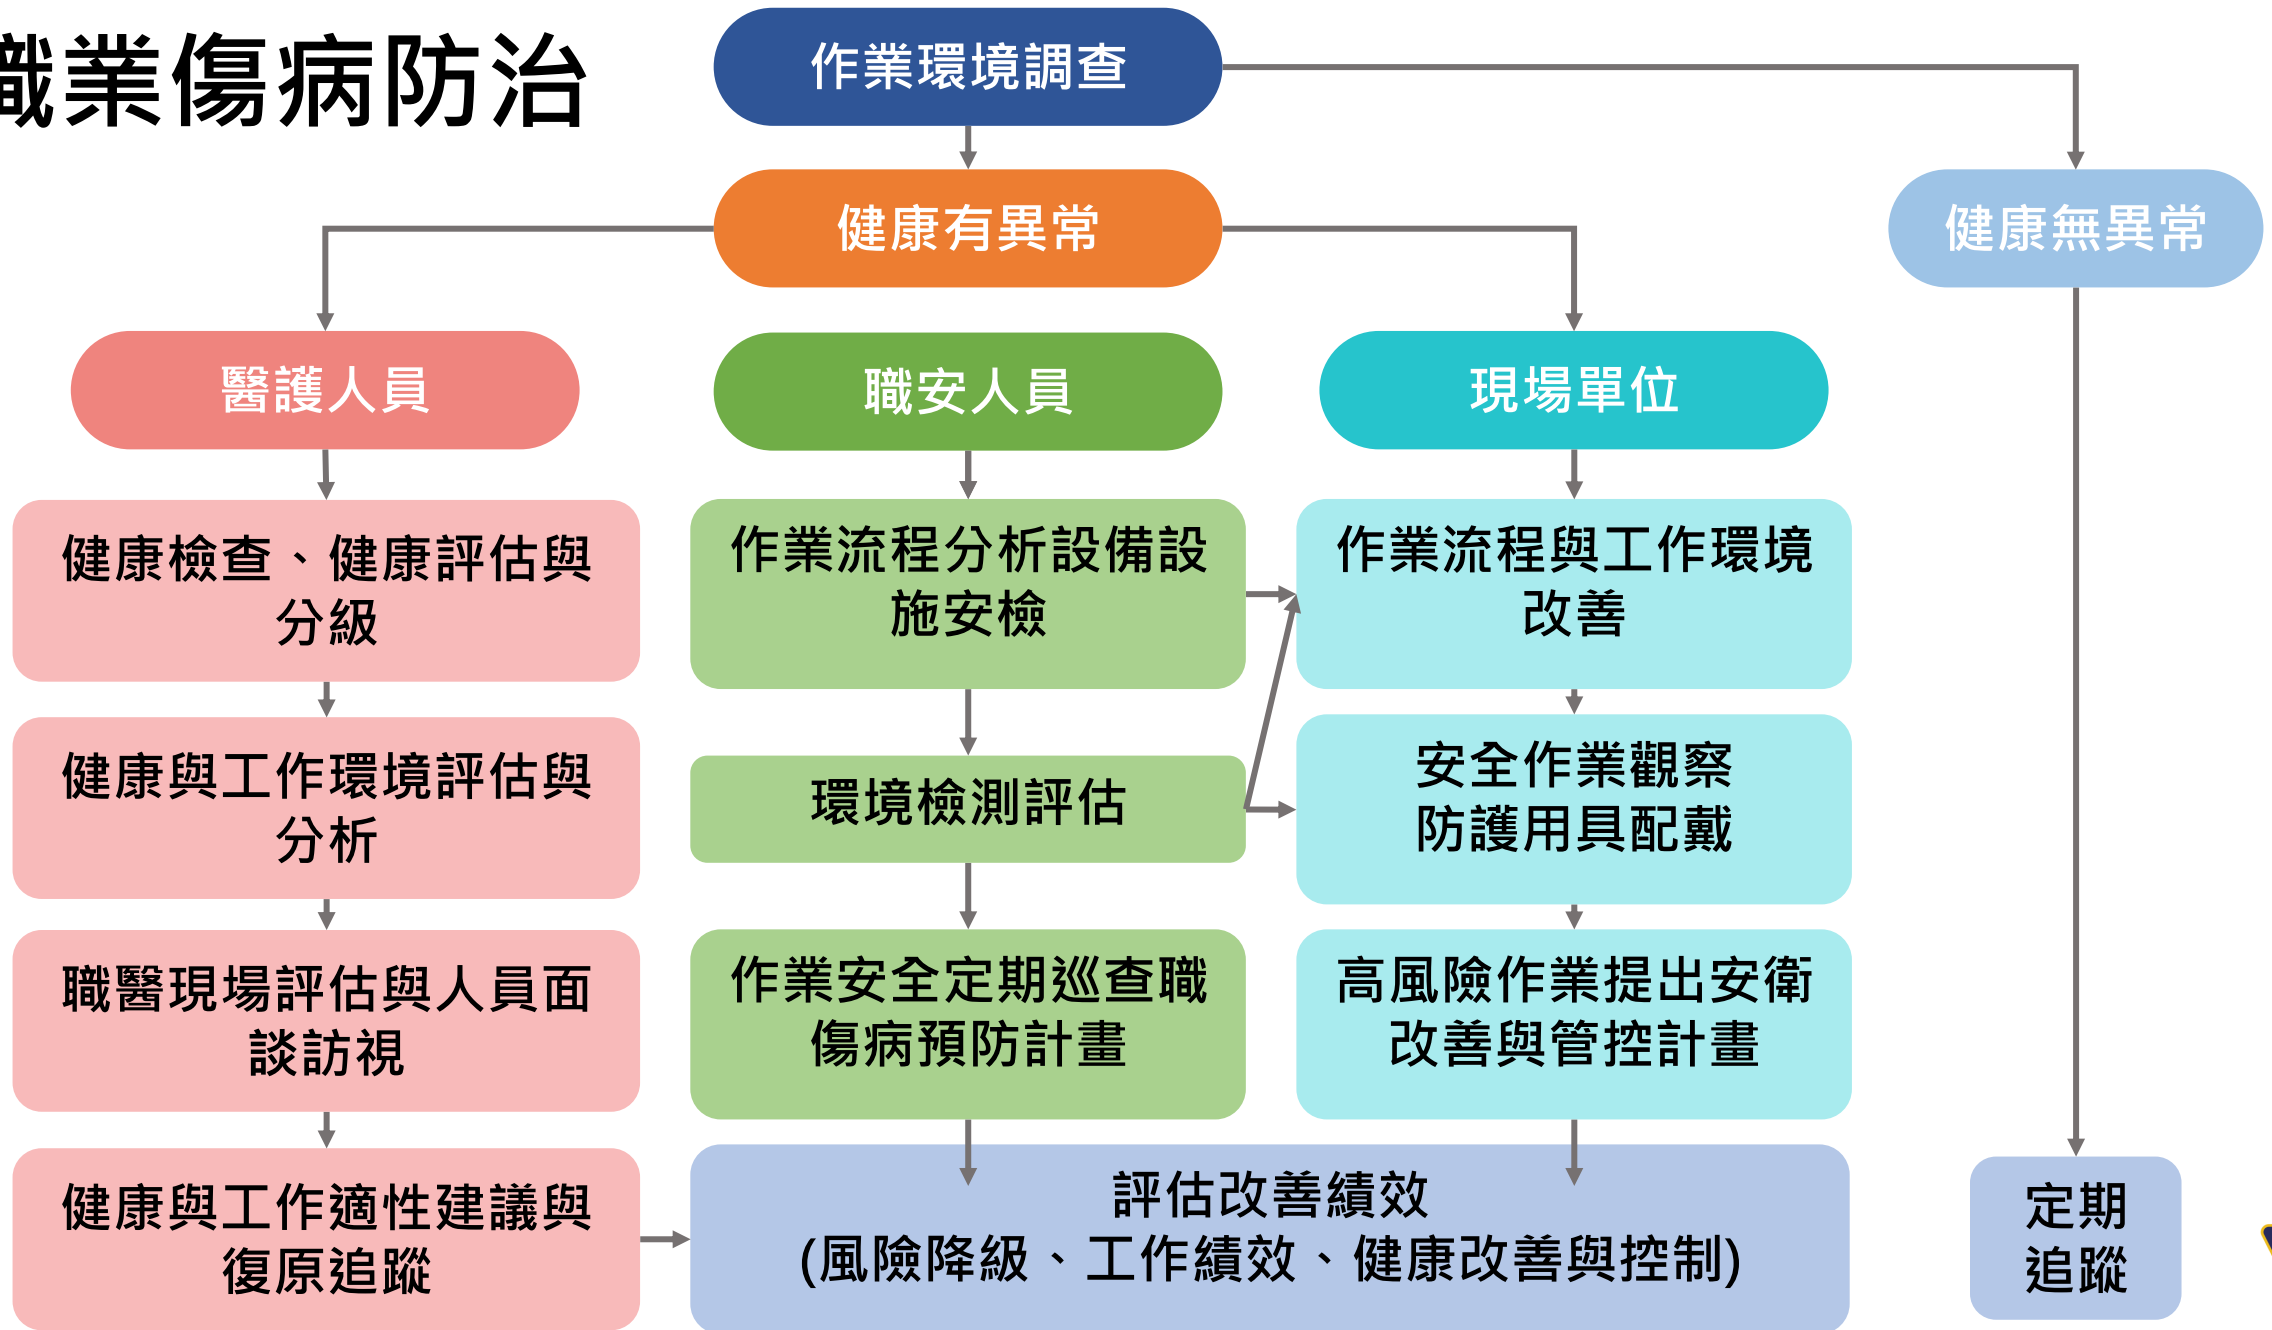 職業傷病防治
作業環境調查
健康有異常
健康無異常
醫護人員
職安人員
現場單位
健康檢查、健康評估與
分級
健康與工作環境評估與
分析
職醫現場評估與人員面
談訪視
健康與工作適性建議與
復原追蹤
作業流程分析設備設
施安檢
環境檢測評估
作業安全定期巡查職
傷病預防計畫
作業流程與工作環境
改善
安全作業觀察
防護用具配戴
高風險作業提出安衛
改善與管控計畫
評估改善績效
(風險降級、工作績效、健康改善與控制)
定期
追蹤